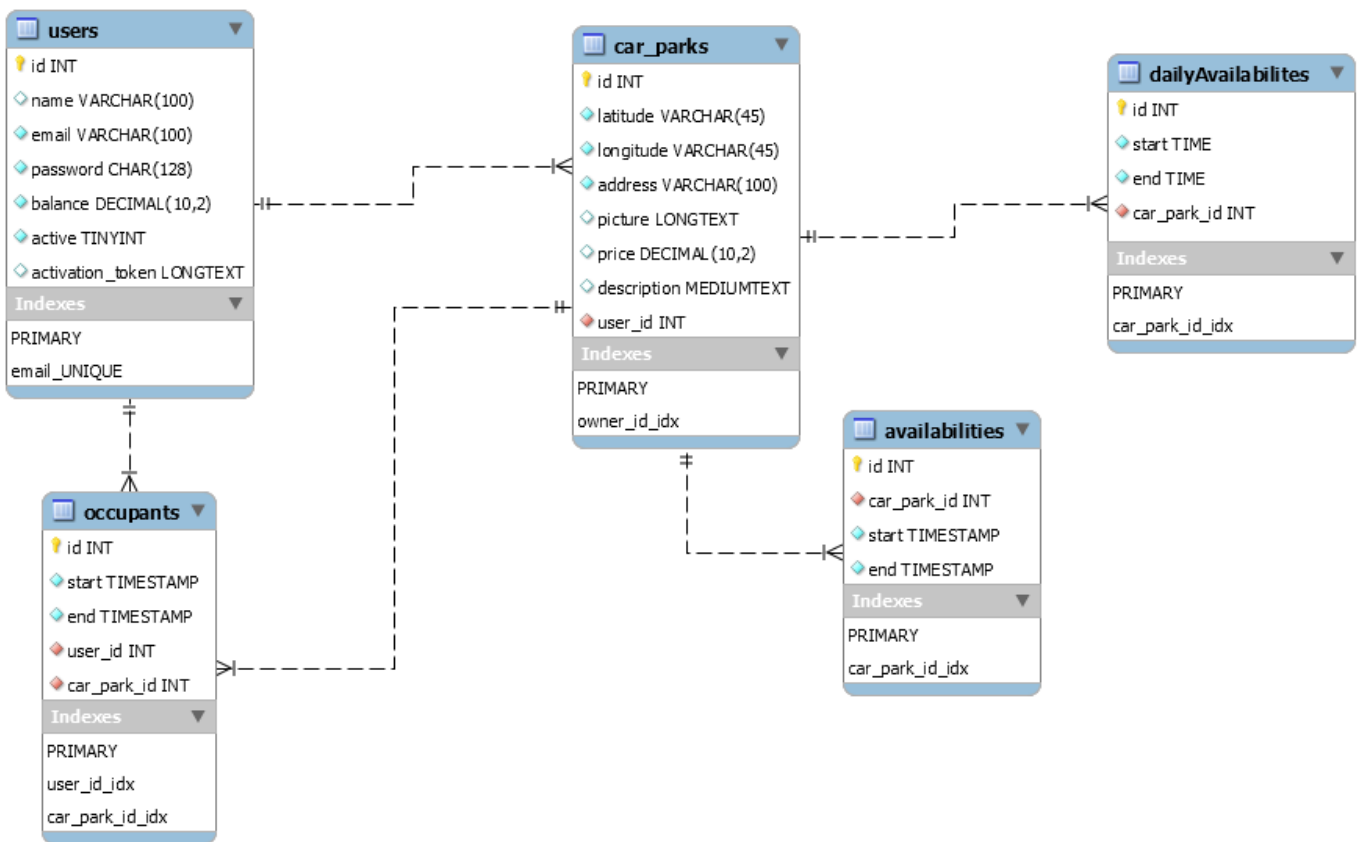 users
id INT
name VARCHAR(100)
email VARCHAR(100)
password CHAR(128)
balance DECIMAL(10,2)
active TINYINT
activation_token LONGTEXT
Indexes
PRIMARY
email_UNIQUE
car_parks
id INT
latitude VARCHAR(45)
longitude VARCHAR(45)
address VARCHAR(100)
picture LONGTEXT
price DECIMAL(10,2)
description MEDIUMTEXT
user_id INT
Indexes
PRIMARY
owner_id_idx
dailyAvailabilites
id INT
start TIME
end TIME
car_park_id INT
Indexes
PRIMARY
car_park_id_idx
availabilities
id INT
car_park_id INT
start TIMESTAMP
end TIMESTAMP
Indexes
PRIMARY
car_park_id_idx
occupants
id INT
start TIMESTAMP
end TIMESTAMP
user_id INT
car_park_id INT
Indexes
PRIMARY
user_id_idx
car_park_id_idx